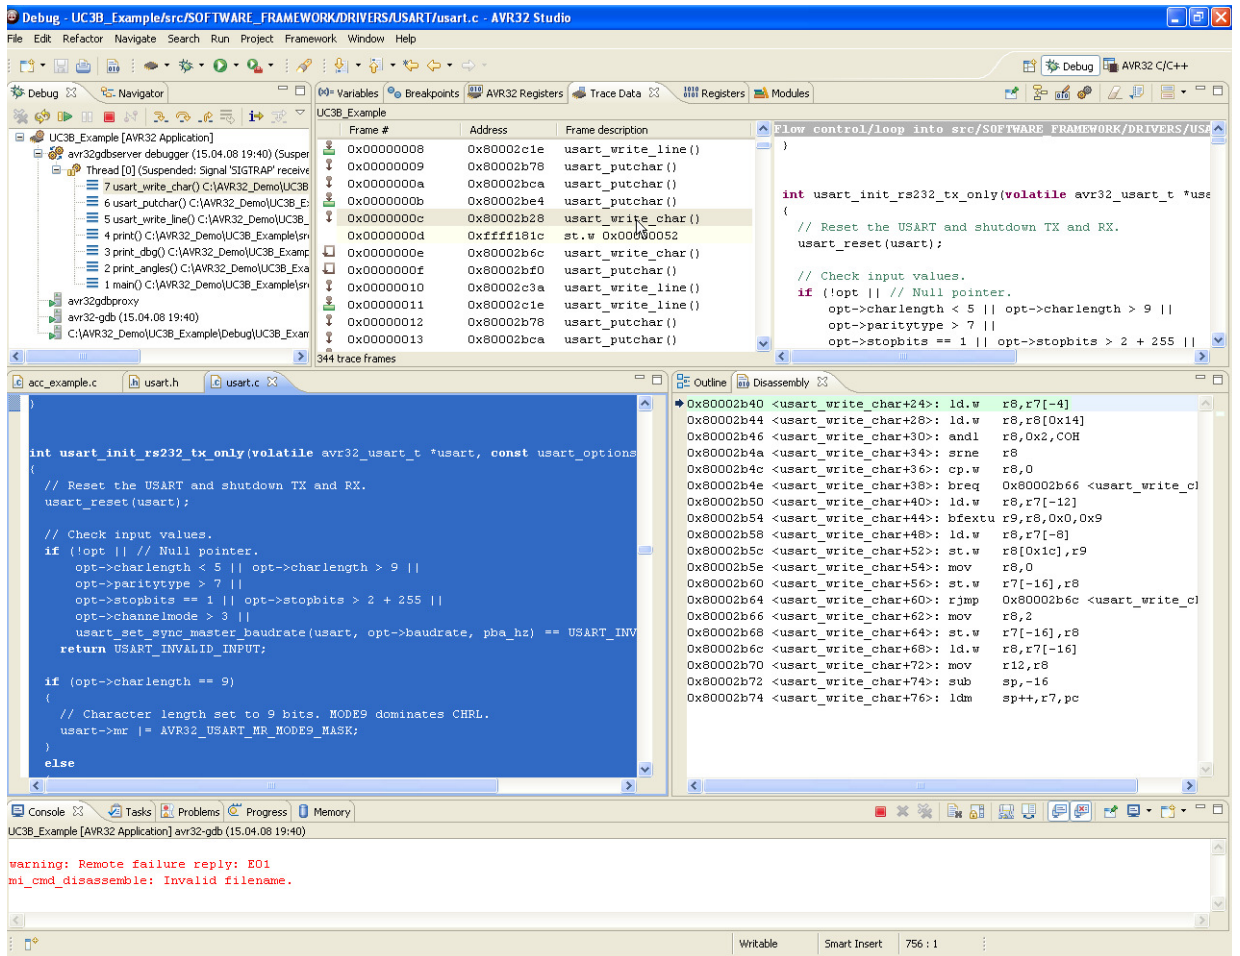 Debug - UC3B_Example/src/SOFTWARE_FRAMEWORK/DRIVERS/USART/usart.c - AVR32 Studio
File Edit Refactor Navigate Search Run Project Framework Window Help
Debug AVR32 C/C++
Debug Navigator
UC3B_Example [AVR32 Application]
avr32gdbserver debugger (15.04.08 19:40) (Susper
Thread [0] (Suspended: Signal 'SIGTRAP' receive
7 usart_write_char() C:\AVR32_Demo\UC3B
6 usart_putchar() C:\AVR32_Demo\UC3B_E:
5 usart_write_line() C:\AVR32_Demo\UC3B_
4 print() C:\AVR32_Demo\UC3B_Example\sr
3 print_dbg() C:\AVR32_Demo\UC3B_Examp
2 print_angles() C:\AVR32_Demo\UC3B_Exa
1 main() C:\AVR32_Demo\UC3B_Example\sr
avr32gdbproxy
avr32-gdb (15.04.08 19:40)
C:\AVR32_Demo\UC3B_Example\Debug\UC3B_Exam
Variables Breakpoints AVR32 Registers Trace Data Registers Modules
UC3B_Example
Frame # Address Frame description
0x00000008 0x80002c1e usart_write_line()
0x00000009 0x80002b78 usart_putchar()
0x0000000a 0x80002bca usart_putchar()
0x0000000b 0x80002be4 usart_putchar()
0x0000000c 0x80002b28 usart_write_char()
0x0000000d 0xffff181c st.w 0x00000052
0x0000000e 0x80002b6c usart_write_char()
0x0000000f 0x80002bf0 usart_putchar()
0x00000010 0x80002c3a usart_write_line()
0x00000011 0x80002c1e usart_write_line()
0x00000012 0x80002b78 usart_putchar()
0x00000013 0x80002bca usart_putchar()
344 trace frames
Flow control/loop into src/SOFTWARE_FRAMEWORK/DRIVERS/USA
}
int usart_init_rs232_tx_only(volatile avr32_usart_t *usa
{
// Reset the USART and shutdown TX and RX.
usart_reset(usart);
// Check input values.
if (!opt || // Null pointer.
opt->charlength < 5 || opt->charlength > 9 ||
opt->paritytype > 7 ||
opt->stopbits == 1 || opt->stopbits > 2 + 255 ||
acc_example.c usart.h usart.c
}
int usart_init_rs232_tx_only(volatile avr32_usart_t *usart, const usart_options
{
// Reset the USART and shutdown TX and RX.
usart_reset(usart);
// Check input values.
if (!opt || // Null pointer.
opt->charlength < 5 || opt->charlength > 9 ||
opt->paritytype > 7 ||
opt->stopbits == 1 || opt->stopbits > 2 + 255 ||
opt->channelmode > 3 ||
usart_set_sync_master_baudrate(usart, opt->baudrate, pba_hz) == USART_INV
return USART_INVALID_INPUT;
if (opt->charlength == 9)
{
// Character length set to 9 bits. MODE9 dominates CHRL.
usart->mr |= AVR32_USART_MR_MODE9_MASK;
}
else
Outline Disassembly
0x80002b40 <usart_write_char+24>: ld.w r8,r7[-4]
0x80002b44 <usart_write_char+28>: ld.w r8,r8[0x14]
0x80002b46 <usart_write_char+30>: andl r8,0x2,COH
0x80002b4a <usart_write_char+34>: srne r8
0x80002b4c <usart_write_char+36>: cp.w r8,0
0x80002b4e <usart_write_char+38>: breq 0x80002b66 <usart_write_cl
0x80002b50 <usart_write_char+40>: ld.w r8,r7[-12]
0x80002b54 <usart_write_char+44>: bfextu r9,r8,0x0,0x9
0x80002b58 <usart_write_char+48>: ld.w r8,r7[-8]
0x80002b5c <usart_write_char+52>: st.w r8[0x1c],r9
0x80002b5e <usart_write_char+54>: mov r8,0
0x80002b60 <usart_write_char+56>: st.w r7[-16],r8
0x80002b64 <usart_write_char+60>: rjmp 0x80002b6c <usart_write_cl
0x80002b66 <usart_write_char+62>: mov r8,2
0x80002b68 <usart_write_char+64>: st.w r7[-16],r8
0x80002b6c <usart_write_char+68>: ld.w r8,r7[-16]
0x80002b70 <usart_write_char+72>: mov r12,r8
0x80002b72 <usart_write_char+74>: sub sp,-16
0x80002b74 <usart_write_char+76>: ldm sp++,r7,pc
Console Tasks Problems Progress Memory
UC3B_Example [AVR32 Application] avr32-gdb (15.04.08 19:40)
warning: Remote failure reply: E01
mi_cmd_disassemble: Invalid filename.
Writable Smart Insert 756 : 1